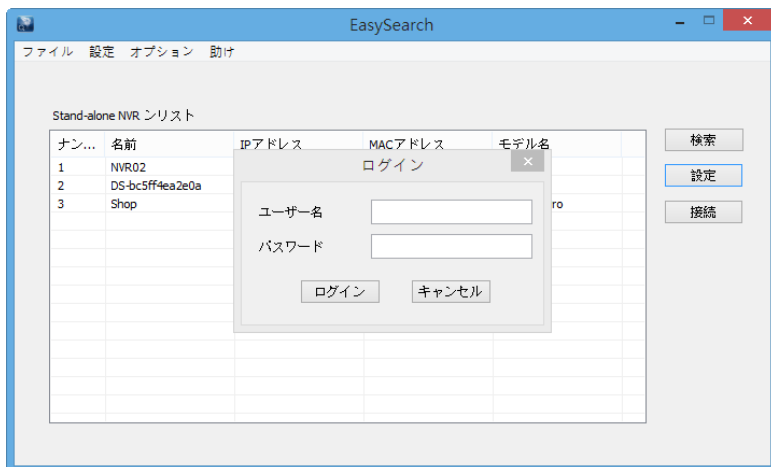 EasySearch
ファイル 設定 オプション 助け
Stand-alone NVR ンリスト
ナン... 名前 IPアドレス MACアドレス モデル名
検索
ログイン
1 NVR02
設定
2 DS-bc5ff4ea2e0a
3 Shop ro
接続
ユーザー名
パスワード
ログイン キャンセル